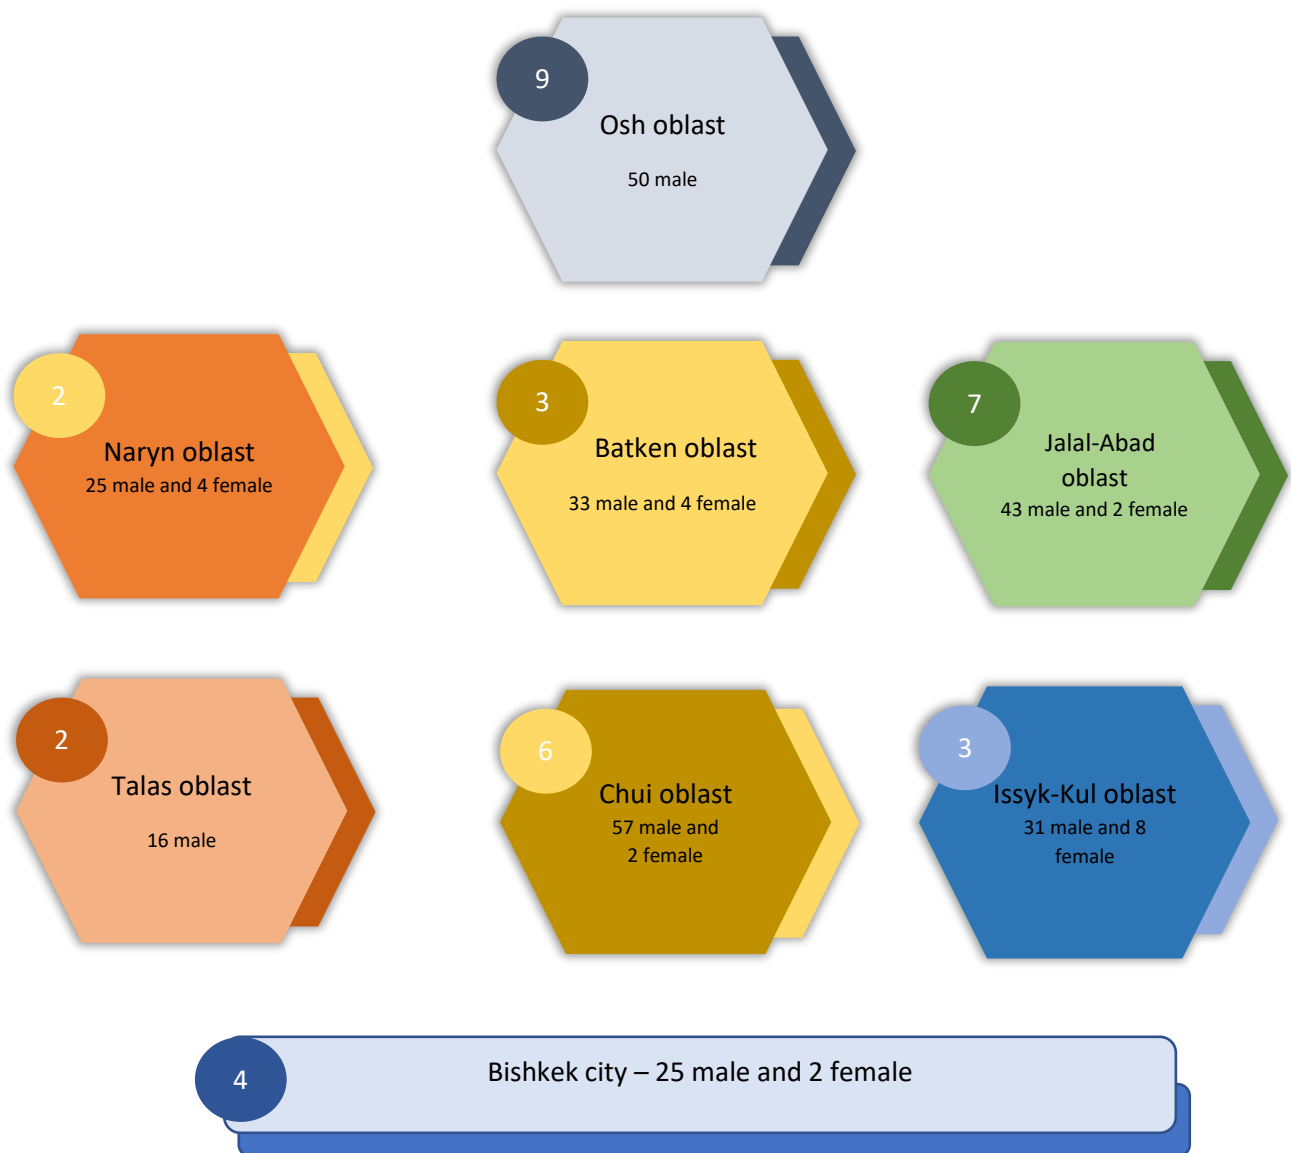 9
Osh oblast
50 male
2
Naryn oblast
25 male and 4 female
3
Batken oblast
33 male and 4 female
7
Jalal-Abad
oblast
43 male and 2 female
2
Talas oblast
16 male
6
Chui oblast
57 male and
2 female
3
Issyk-Kul oblast
31 male and 8
female
4
Bishkek city – 25 male and 2 female